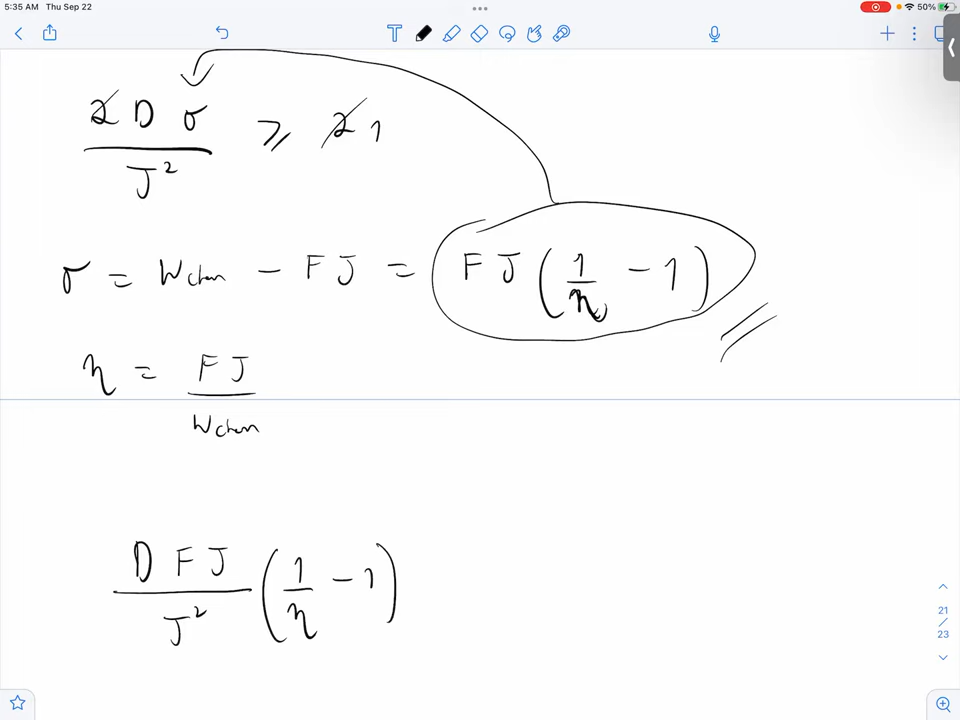 5:35 AM Thu Sep 22
50%
2 D σ / J² ⩾ 2 1
σ = Wchem − F J = F J ( 1/η − 1 )
η = F J / Wchem
D F J / J² ( 1/η − 1 )
21
/
23